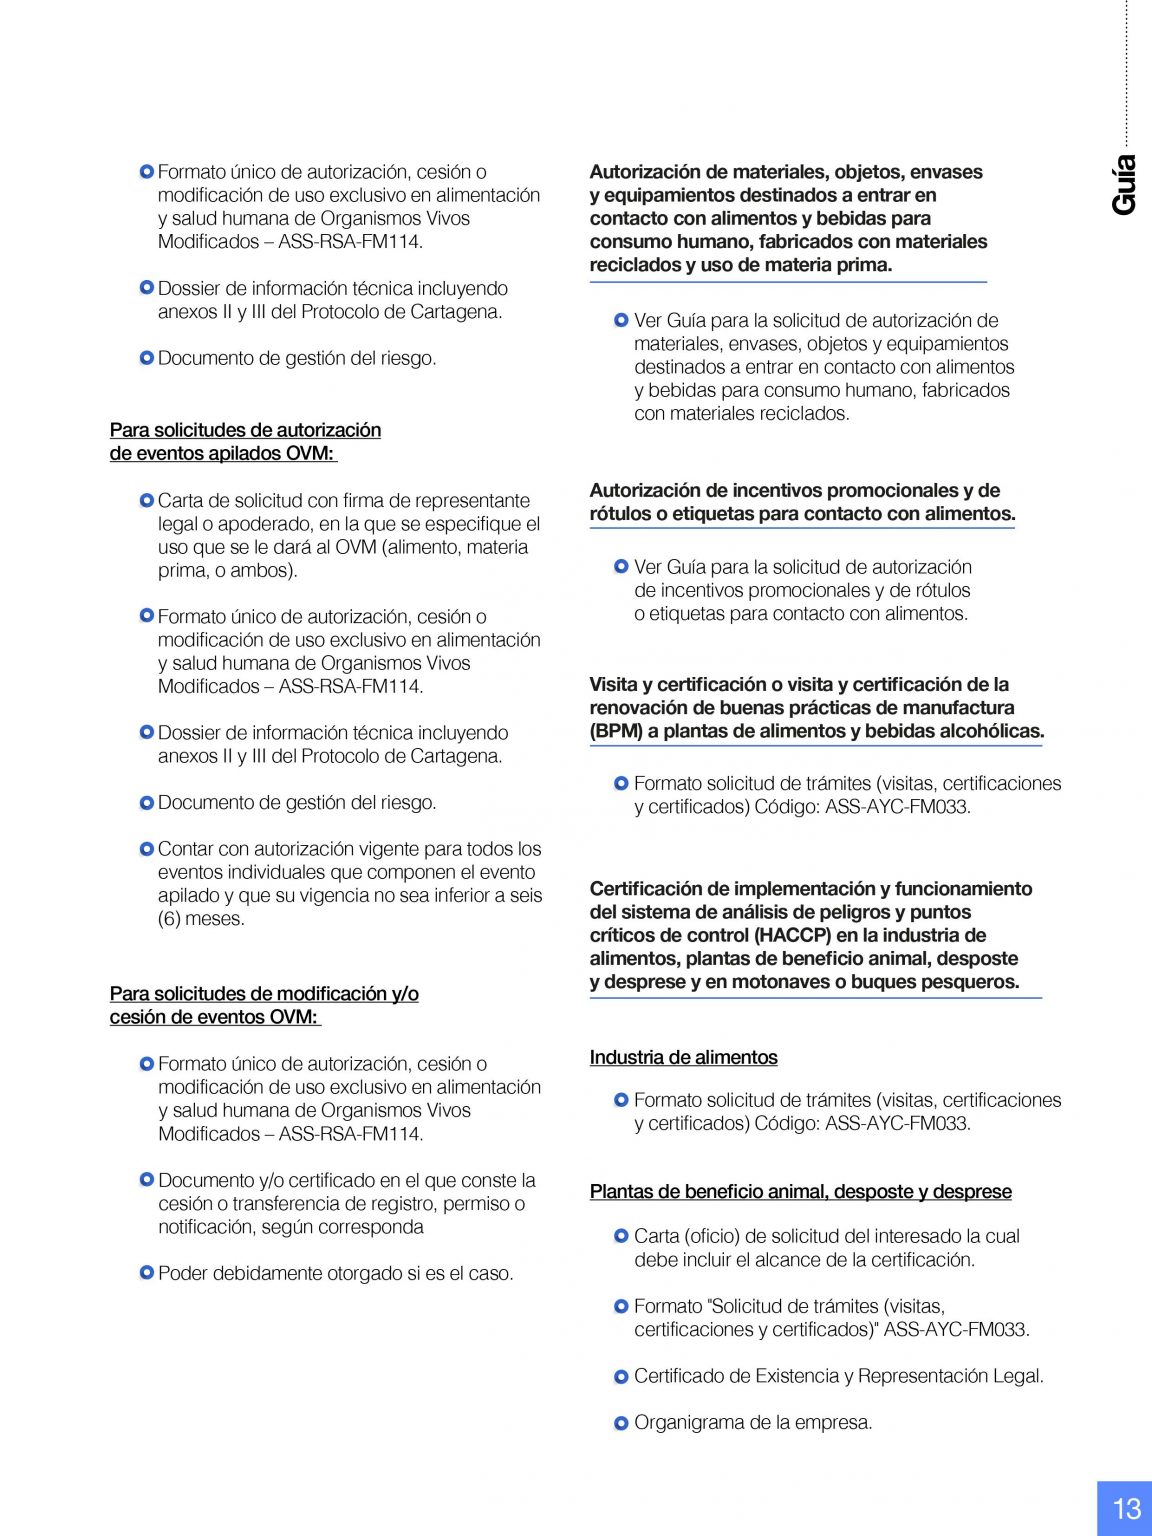 Guía
Formato único de autorización, cesión o
modificación de uso exclusivo en alimentación
y salud humana de Organismos Vivos
Modificados – ASS-RSA-FM114.
Dossier de información técnica incluyendo
anexos II y III del Protocolo de Cartagena.
Documento de gestión del riesgo.
Para solicitudes de autorización
de eventos apilados OVM:
Carta de solicitud con firma de representante
legal o apoderado, en la que se especifique el
uso que se le dará al OVM (alimento, materia
prima, o ambos).
Formato único de autorización, cesión o
modificación de uso exclusivo en alimentación
y salud humana de Organismos Vivos
Modificados – ASS-RSA-FM114.
Dossier de información técnica incluyendo
anexos II y III del Protocolo de Cartagena.
Documento de gestión del riesgo.
Contar con autorización vigente para todos los
eventos individuales que componen el evento
apilado y que su vigencia no sea inferior a seis
(6) meses.
Para solicitudes de modificación y/o
cesión de eventos OVM:
Formato único de autorización, cesión o
modificación de uso exclusivo en alimentación
y salud humana de Organismos Vivos
Modificados – ASS-RSA-FM114.
Documento y/o certificado en el que conste la
cesión o transferencia de registro, permiso o
notificación, según corresponda
Poder debidamente otorgado si es el caso.
Autorización de materiales, objetos, envases
y equipamientos destinados a entrar en
contacto con alimentos y bebidas para
consumo humano, fabricados con materiales
reciclados y uso de materia prima.
Ver Guía para la solicitud de autorización de
materiales, envases, objetos y equipamientos
destinados a entrar en contacto con alimentos
y bebidas para consumo humano, fabricados
con materiales reciclados.
Autorización de incentivos promocionales y de
rótulos o etiquetas para contacto con alimentos.
Ver Guía para la solicitud de autorización
de incentivos promocionales y de rótulos
o etiquetas para contacto con alimentos.
Visita y certificación o visita y certificación de la
renovación de buenas prácticas de manufactura
(BPM) a plantas de alimentos y bebidas alcohólicas.
Formato solicitud de trámites (visitas, certificaciones
y certificados) Código: ASS-AYC-FM033.
Certificación de implementación y funcionamiento
del sistema de análisis de peligros y puntos
críticos de control (HACCP) en la industria de
alimentos, plantas de beneficio animal, desposte
y desprese y en motonaves o buques pesqueros.
Industria de alimentos
Formato solicitud de trámites (visitas, certificaciones
y certificados) Código: ASS-AYC-FM033.
Plantas de beneficio animal, desposte y desprese
Carta (oficio) de solicitud del interesado la cual
debe incluir el alcance de la certificación.
Formato "Solicitud de trámites (visitas,
certificaciones y certificados)" ASS-AYC-FM033.
Certificado de Existencia y Representación Legal.
Organigrama de la empresa.
13